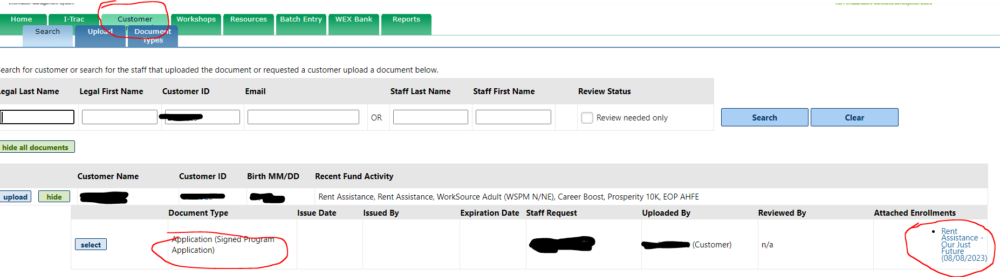 Home I-Trac Customer Workshops Resources Batch Entry WEX Bank Reports
Search Upload Document
Types
earch for customer or search for the staff that uploaded the document or requested a customer upload a document below.
egal Last Name Legal First Name Customer ID Email Staff Last Name Staff First Name Review Status
OR Review needed only Search Clear
hide all documents
Customer Name Customer ID Birth MM/DD Recent Fund Activity
upload hide Rent Assistance, Rent Assistance, WorkSource Adult (WSPM N/NE), Career Boost, Prosperity 10K, EOP AHFE
Document Type Issue Date Issued By Expiration Date Staff Request Uploaded By Reviewed By Attached Enrollments
select Application (Signed Program
Application)
(Customer) n/a
• Rent
Assistance -
Our Just
Future
(08/08/2023)